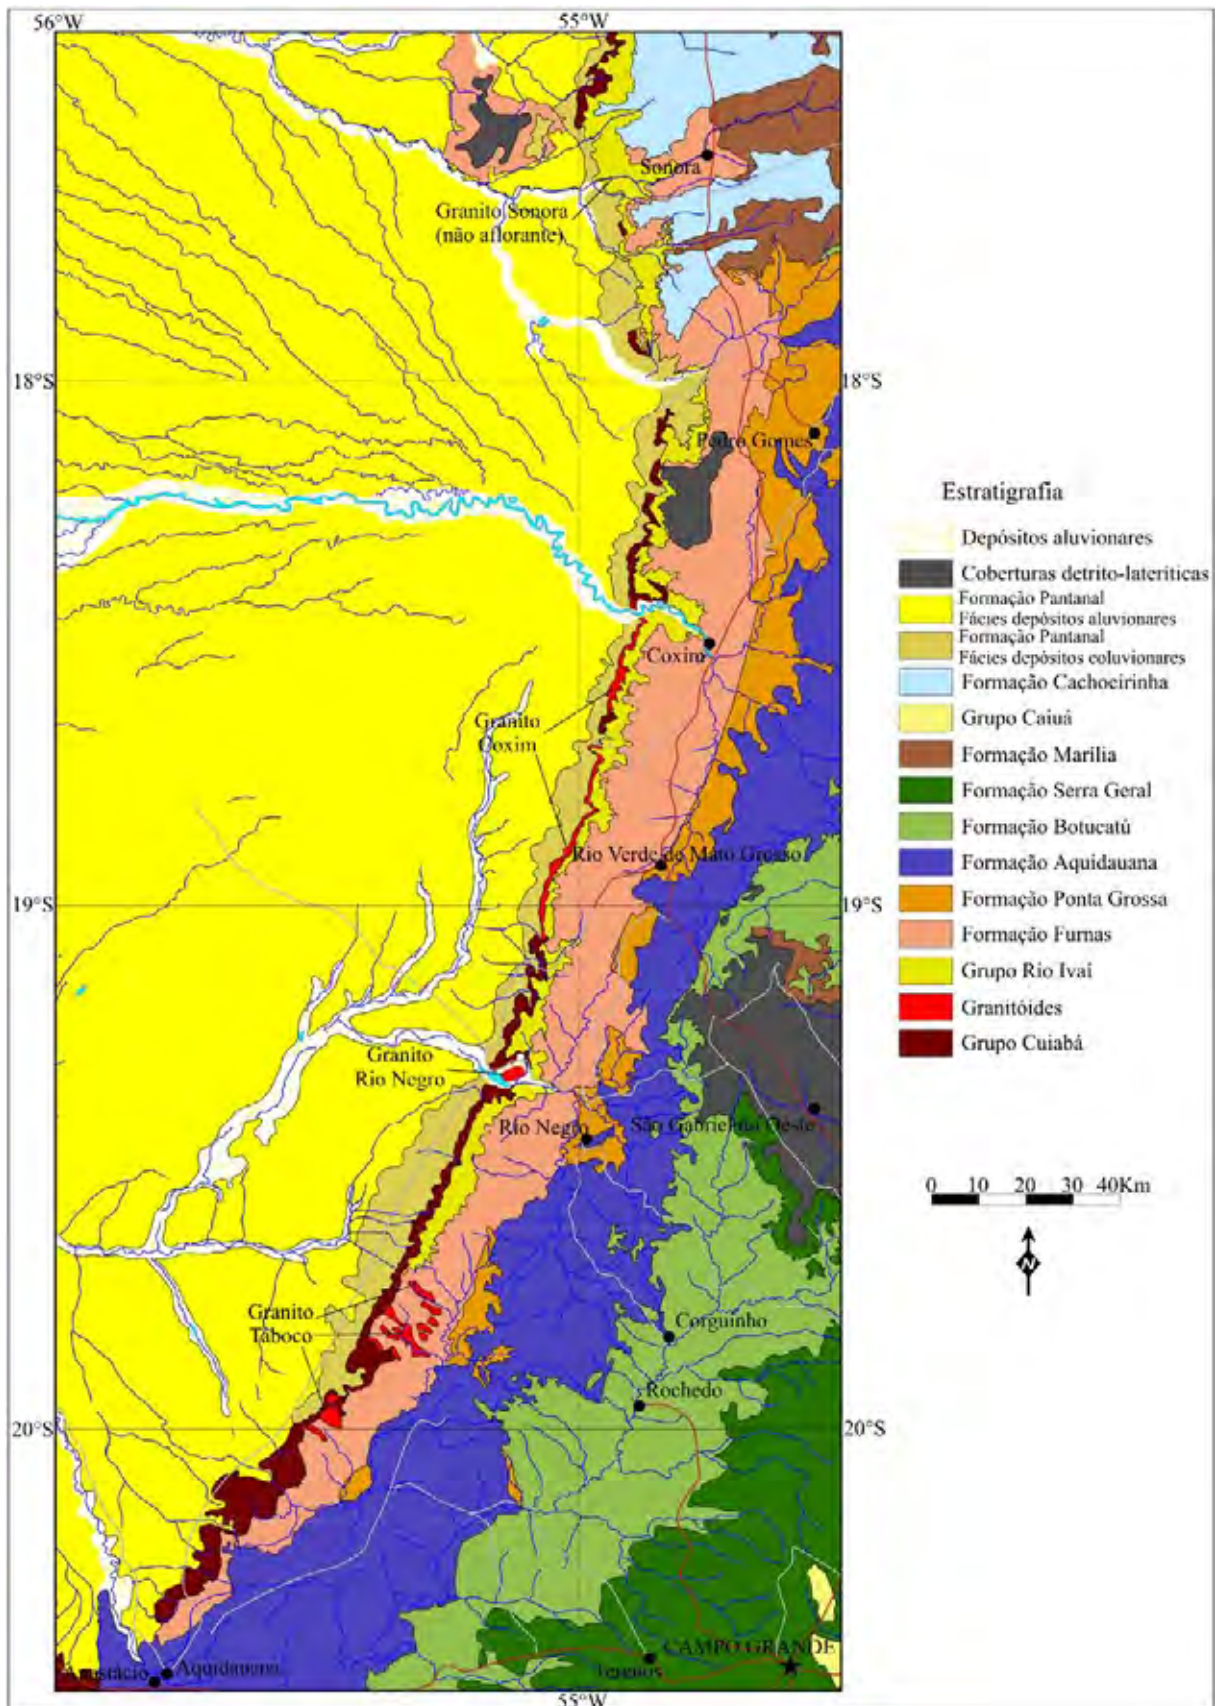 56°W
55°W
Sonora
Granito Sonora
(não aflorante)
18°S
18°S
Pedro Gomes
Estratigrafia
Depósitos aluvionares
Coberturas detrito-lateríticas
Formação Pantanal
Fácies depósitos aluvionares
Formação Pantanal
Fácies depósitos coluvionares
Formação Cachoeirinha
Grupo Caiuá
Formação Marília
Formação Serra Geral
Formação Botucatú
Formação Aquidauana
Formação Ponta Grossa
Formação Furnas
Grupo Rio Ivaí
Granitóides
Grupo Cuiabá
Coxim
Granito
Coxim
Rio Verde de Mato Grosso
19°S
19°S
Granito
Rio Negro
Rio Negro
São Gabriel do Oeste
0 10 20 30 40Km
N
Granito
Taboco
Corguinho
Rochedo
20°S
20°S
CAMPO GRANDE
Terenos
Anastácio
Aquidauana
55°W